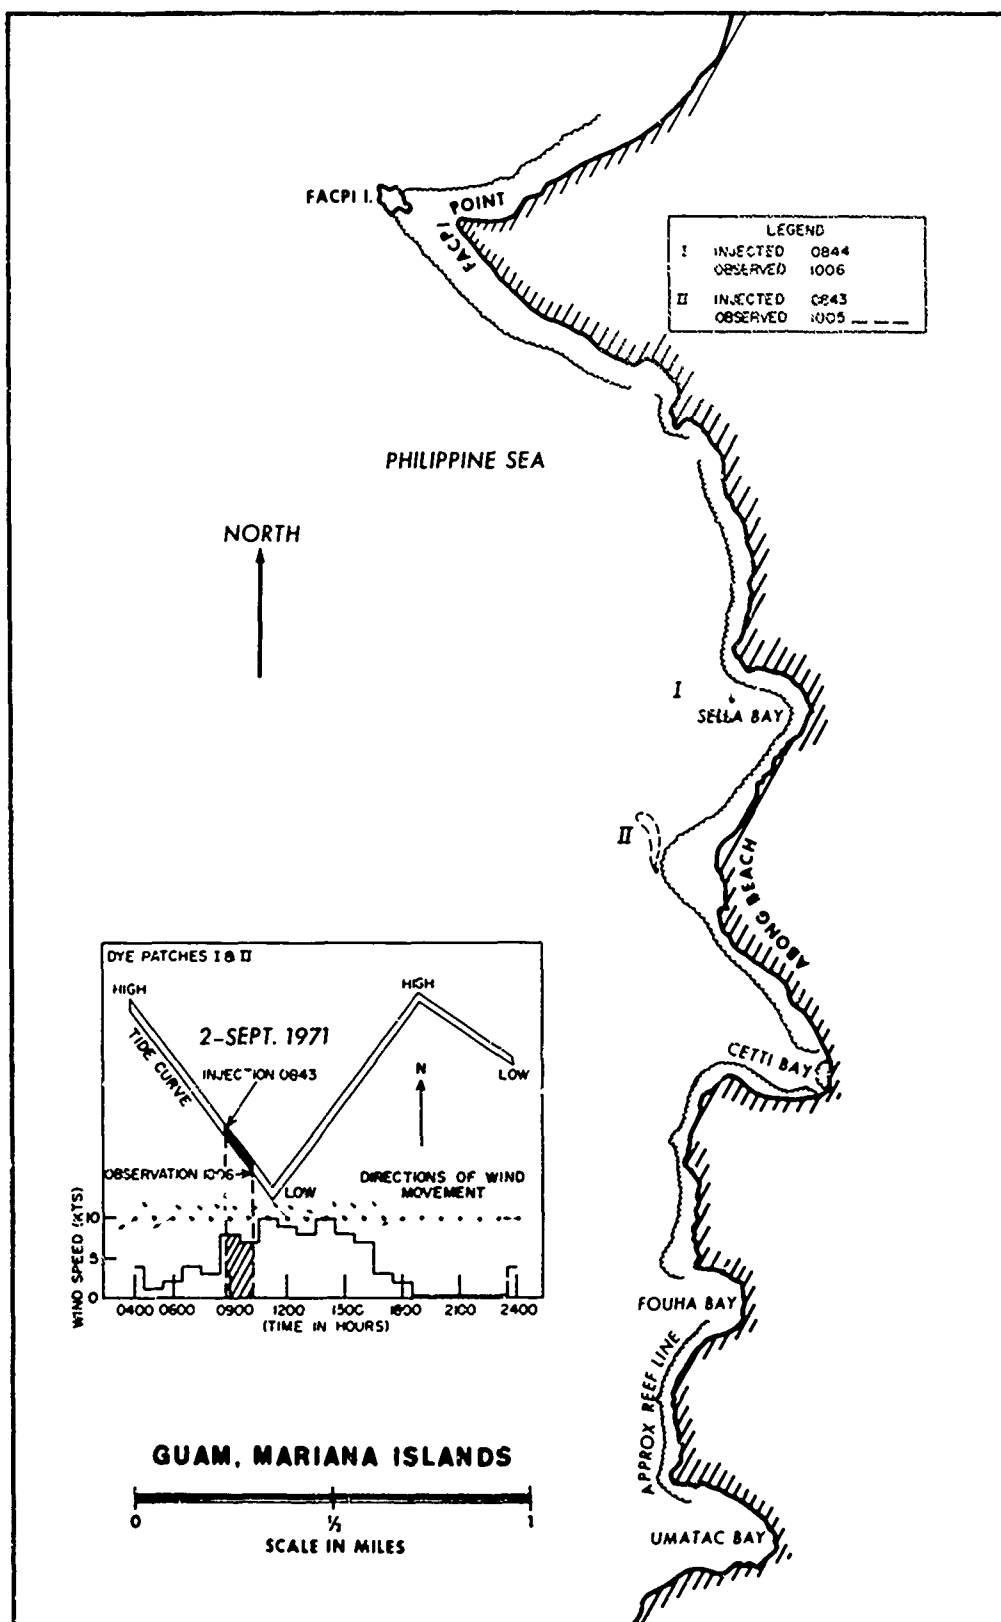 FACPI I.
FACPI POINT
LEGEND
I INJECTED 0844
OBSERVED 1006
II INJECTED 0843
OBSERVED 1005 _ _ _
PHILIPPINE SEA
NORTH
I
SELLA BAY
II
ABONG BEACH
DYE PATCHES I & II
HIGH
HIGH
2-SEPT. 1971
TIDE CURVE
INJECTION 0843
N
LOW
OBSERVATION 1006
LOW
DIRECTIONS OF WIND
MOVEMENT
WIND SPEED (KTS)
10
5
0
0400 0600 0900 1200 1500 1800 2100 2400
(TIME IN HOURS)
CETTI BAY
FOUHA BAY
APPROX REEF LINE
UMATAC BAY
GUAM, MARIANA ISLANDS
0 ½ 1
SCALE IN MILES